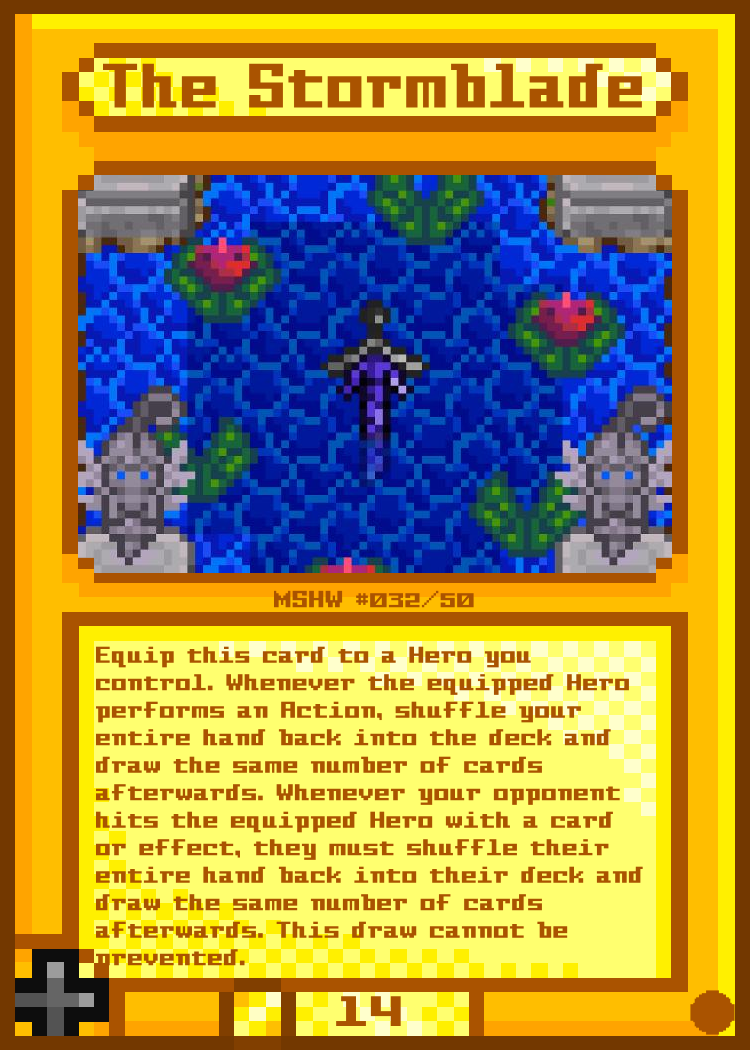 The Stormblade
MSHW #032/50
Equip this card to a Hero you
control. Whenever the equipped Hero
performs an Action, shuffle your
entire hand back into the deck and
draw the same number of cards
afterwards. Whenever your opponent
hits the equipped Hero with a card
or effect, they must shuffle their
entire hand back into their deck and
draw the same number of cards
afterwards. This draw cannot be
prevented.
14